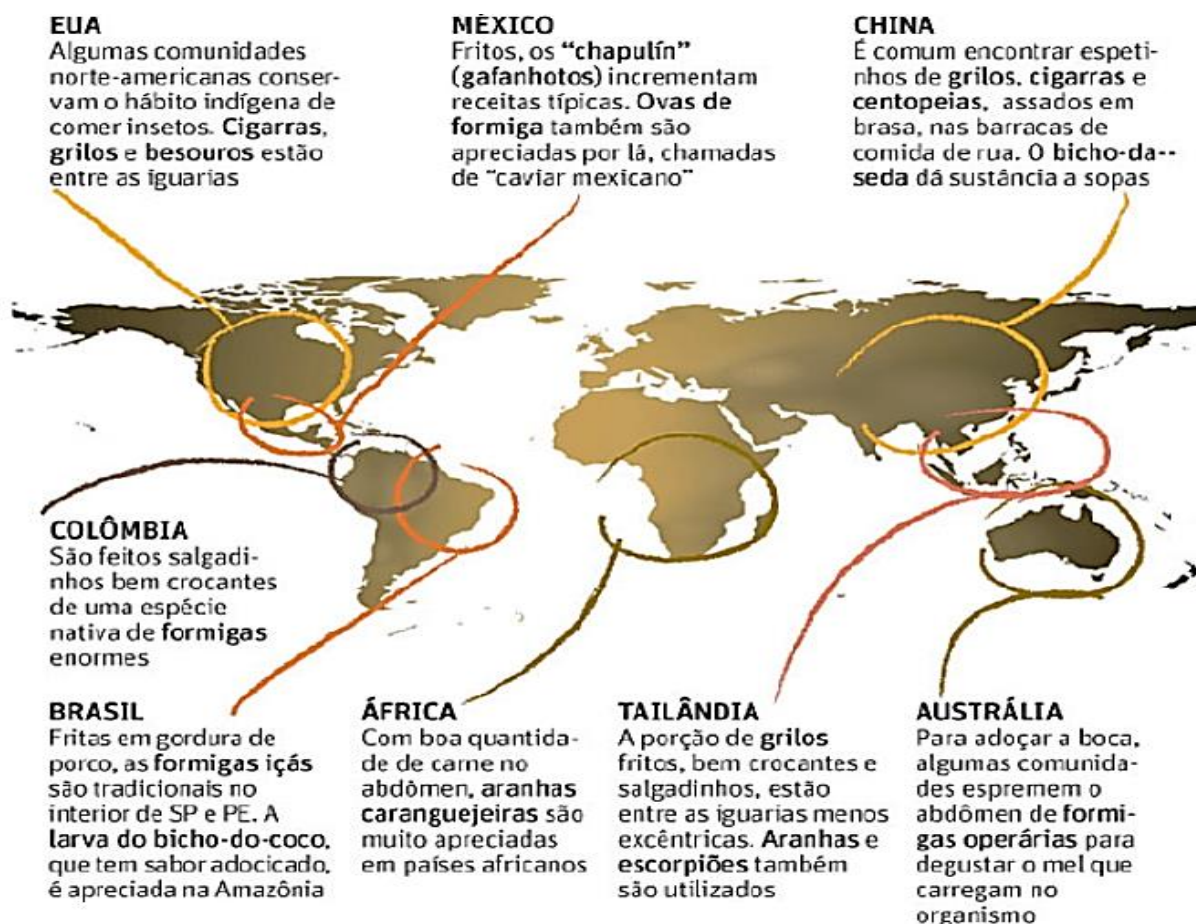 EUA
Algumas comunidades
norte-americanas conser-
vam o hábito indígena de
comer insetos. Cigarras,
grilos e besouros estão
entre as iguarias
MÉXICO
Fritos, os “chapulín”
(gafanhotos) incrementam
receitas típicas. Ovas de
formiga também são
apreciadas por lá, chamadas
de “caviar mexicano”
CHINA
É comum encontrar espeti-
nhos de grilos, cigarras e
centopeias, assados em
brasa, nas barracas de
comida de rua. O bicho-da--
seda dá sustância a sopas
COLÔMBIA
São feitos salgadi-
nhos bem crocantes
de uma espécie
nativa de formigas
enormes
BRASIL
Fritas em gordura de
porco, as formigas içás
são tradicionais no
interior de SP e PE. A
larva do bicho-do-coco,
que tem sabor adocicado,
é apreciada na Amazônia
ÁFRICA
Com boa quantida-
de de carne no
abdômen, aranhas
caranguejeiras são
muito apreciadas
em países africanos
TAILÂNDIA
A porção de grilos
fritos, bem crocantes e
salgadinhos, estão
entre as iguarias menos
excêntricas. Aranhas e
escorpiões também
são utilizados
AUSTRÁLIA
Para adoçar a boca,
algumas comunida-
des espremem o
abdômen de formi-
gas operárias para
degustar o mel que
carregam no
organismo